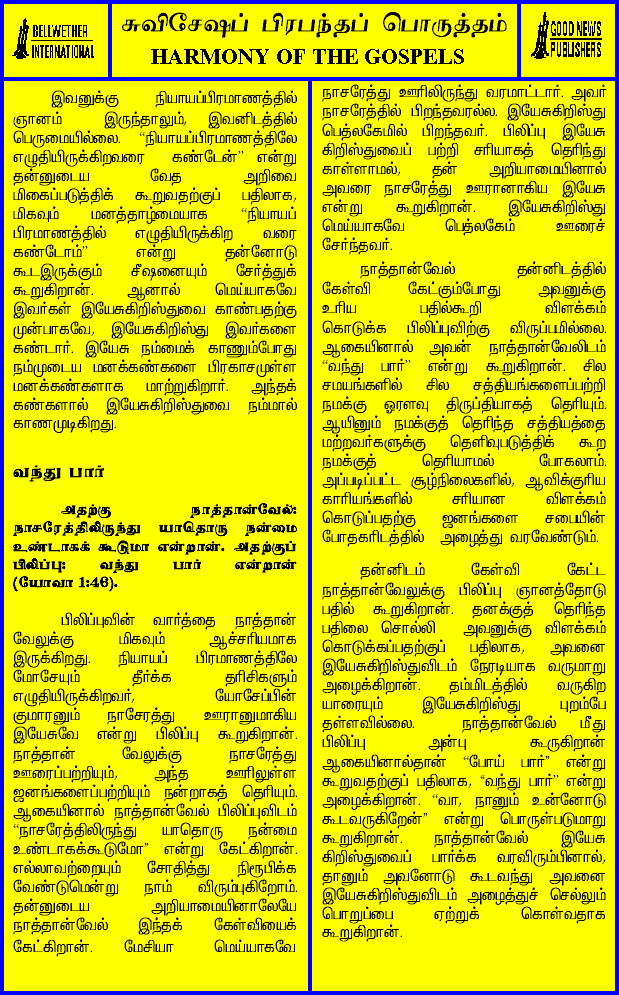 BELLWETHER
INTERNATIONAL
சுவிசேஷப் பிரபந்தப் பொருத்தம்
HARMONY OF THE GOSPELS
GOOD NEWS
PUBLISHERS
இவனுக்கு நியாயப்பிரமாணத்தில்
ஞானம் இருந்தாலும், இவனிடத்தில்
பெருமையில்லை. “நியாயப்பிரமாணத்திலே
எழுதியிருக்கிறவரை கண்டேன்” என்று
தன்னுடைய வேத அறிவை
மிகைப்படுத்திக் கூறுவதற்குப் பதிலாக,
மிகவும் மனத்தாழ்மையாக “நியாயப்
பிரமாணத்தில் எழுதியிருக்கிற வரை
கண்டோம்” என்று தன்னோடு
கூடஇருக்கும் சீஷனையும் சேர்த்துக்
கூறுகிறான். ஆனால் மெய்யாகவே
இவர்கள் இயேசுகிறிஸ்துவை காண்பதற்கு
முன்பாகவே, இயேசுகிறிஸ்து இவர்களை
கண்டார். இயேசு நம்மைக் காணும்போது
நம்முடைய மனக்கண்களை பிரகாசமுள்ள
மனக்கண்களாக மாற்றுகிறார். அந்தக்
கண்களால் இயேசுகிறிஸ்துவை நம்மால்
காணமுடிகிறது.
வந்து பார்
அதற்கு நாத்தான்வேல்:
நாசரேத்திலிருந்து யாதொரு நன்மை
உண்டாகக் கூடுமா என்றான். அதற்குப்
பிலிப்பு: வந்து பார் என்றான்
(யோவா 1:46).
பிலிப்புவின் வார்த்தை நாத்தான்
வேலுக்கு மிகவும் ஆச்சரியமாக
இருக்கிறது. நியாயப் பிரமாணத்திலே
மோசேயும் தீர்க்க தரிசிகளும்
எழுதியிருக்கிறவர், யோசேப்பின்
குமாரனும் நாசேரத்து ஊரானுமாகிய
இயேசுவே என்று பிலிப்பு கூறுகிறான்.
நாத்தான் வேலுக்கு நாசரேத்து
ஊரைப்பற்றியும், அந்த ஊரிலுள்ள
ஜனங்களைப்பற்றியும் நன்றாகத் தெரியும்.
ஆகையினால் நாத்தான்வேல் பிலிப்புவிடம்
“நாசரேத்திலிருந்து யாதொரு நன்மை
உண்டாகக்கூடுமோ” என்று கேட்கிறான்.
எல்லாவற்றையும் சோதித்து நிரூபிக்க
வேண்டுமென்று நாம் விரும்புகிறோம்.
தன்னுடைய அறியாமையினாலேயே
நாத்தான்வேல் இந்தக் கேள்வியைக்
கேட்கிறான். மேசியா மெய்யாகவே
நாசரேத்து ஊரிலிருந்து வரமாட்டார். அவர்
நாசரேத்தில் பிறந்தவரல்ல. இயேசுகிறிஸ்து
பெத்லகேமில் பிறந்தவர். பிலிப்பு இயேசு
கிறிஸ்துவைப் பற்றி சரியாகத் தெரிந்து
கொள்ளாமல், தன் அறியாமையினால்
அவரை நாசரேத்து ஊரானாகிய இயேசு
என்று கூறுகிறான். இயேசுகிறிஸ்து
மெய்யாகவே பெத்லகேம் ஊரைச்
சேர்ந்தவர்.
நாத்தான்வேல் தன்னிடத்தில்
கேள்வி கேட்கும்போது அவனுக்கு
உரிய பதில்கூறி விளக்கம்
கொடுக்க பிலிப்புவிற்கு விருப்பமில்லை.
ஆகையினால் அவன் நாத்தான்வேலிடம்
“வந்து பார்” என்று கூறுகிறான். சில
சமயங்களில் சில சத்தியங்களைப்பற்றி
நமக்கு ஓரளவு திருப்தியாகத் தெரியும்.
ஆயினும் நமக்குத் தெரிந்த சத்தியத்தை
மற்றவர்களுக்கு தெளிவுபடுத்திக் கூற
நமக்குத் தெரியாமல் போகலாம்.
அப்படிப்பட்ட சூழ்நிலைகளில், ஆவிக்குரிய
காரியங்களில் சரியான விளக்கம்
கொடுப்பதற்கு ஜனங்களை சபையின்
போதகரிடத்தில் அழைத்து வரவேண்டும்.
தன்னிடம் கேள்வி கேட்ட
நாத்தான்வேலுக்கு பிலிப்பு ஞானத்தோடு
பதில் கூறுகிறான். தனக்குத் தெரிந்த
பதிலை சொல்லி அவனுக்கு விளக்கம்
கொடுக்கப்பதற்குப் பதிலாக, அவனை
இயேசுகிறிஸ்துவிடம் நேரடியாக வருமாறு
அழைக்கிறான். தம்மிடத்தில் வருகிற
யாரையும் இயேசுகிறிஸ்து புறம்பே
தள்ளவில்லை. நாத்தான்வேல் மீது
பிலிப்பு அன்பு கூருகிறான்
ஆகையினால்தான் “போய் பார்” என்று
கூறுவதற்குப் பதிலாக, “வந்து பார்” என்று
அழைக்கிறான். “வா, நானும் உன்னோடு
கூடவருகிறேன்” என்று பொருள்படுமாறு
கூறுகிறான். நாத்தான்வேல் இயேசு
கிறிஸ்துவைப் பார்க்க வரவிரும்பினால்,
தானும் அவனோடு கூடவந்து அவனை
இயேசுகிறிஸ்துவிடம் அழைத்துச் செல்லும்
பொறுப்பை ஏற்றுக் கொள்வதாக
கூறுகிறான்.